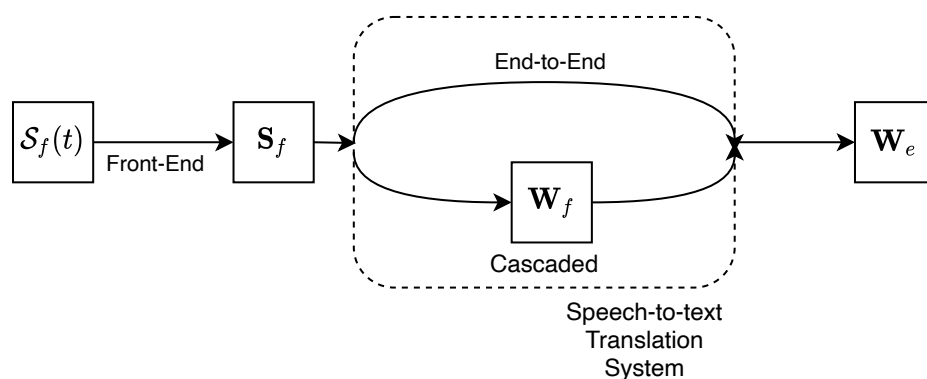 End-to-End
𝒮_f(t)
Front-End
𝐒_f
𝐖_f
𝐖_e
Cascaded
Speech-to-text
Translation
System